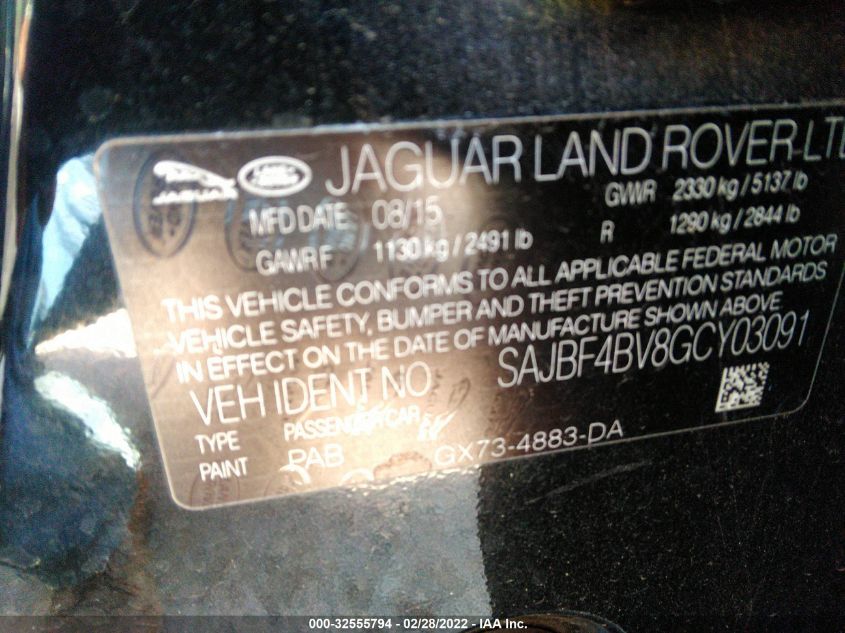 JAGUAR LAND ROVER LTD
MFD DATE 08/15 GVWR 2330 kg / 5137 lb
GAWR F 1130 kg / 2491 lb R 1290 kg / 2844 lb
THIS VEHICLE CONFORMS TO ALL APPLICABLE FEDERAL MOTOR
VEHICLE SAFETY, BUMPER AND THEFT PREVENTION STANDARDS
IN EFFECT ON THE DATE OF MANUFACTURE SHOWN ABOVE
VEH IDENT NO SAJBF4BV8GCY03091
TYPE PASSENGER CAR
PAINT PAB GX73-4883-DA
000-32555794 - 02/28/2022 - IAA Inc.